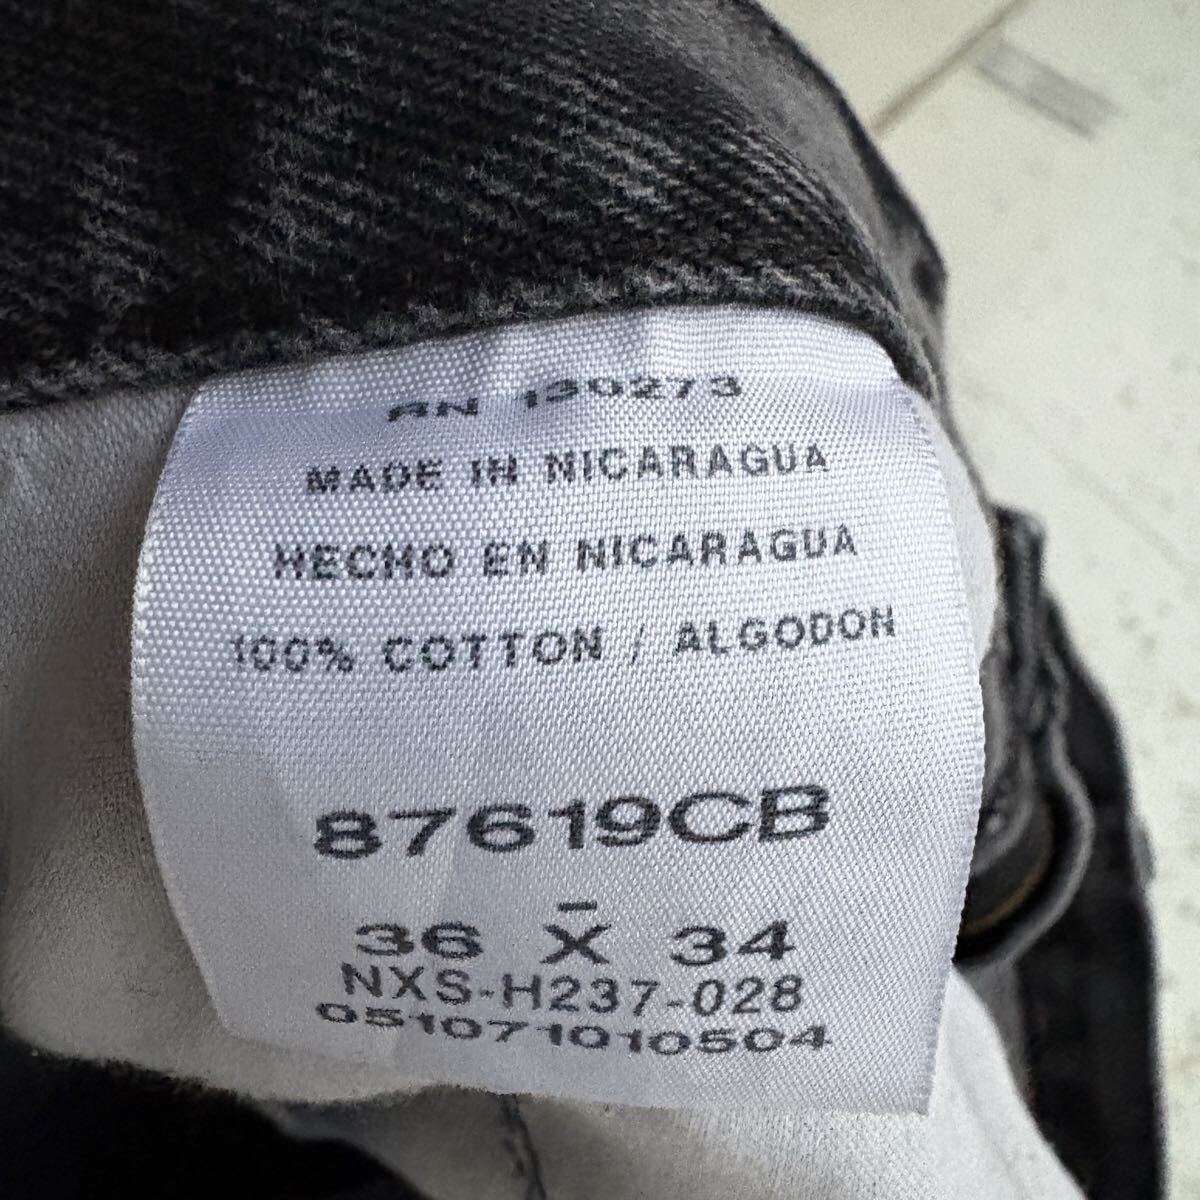 RN 130273
MADE IN NICARAGUA
HECHO EN NICARAGUA
100% COTTON / ALGODON
87619CB
36 X 34
NXS-H237-028
051071010504